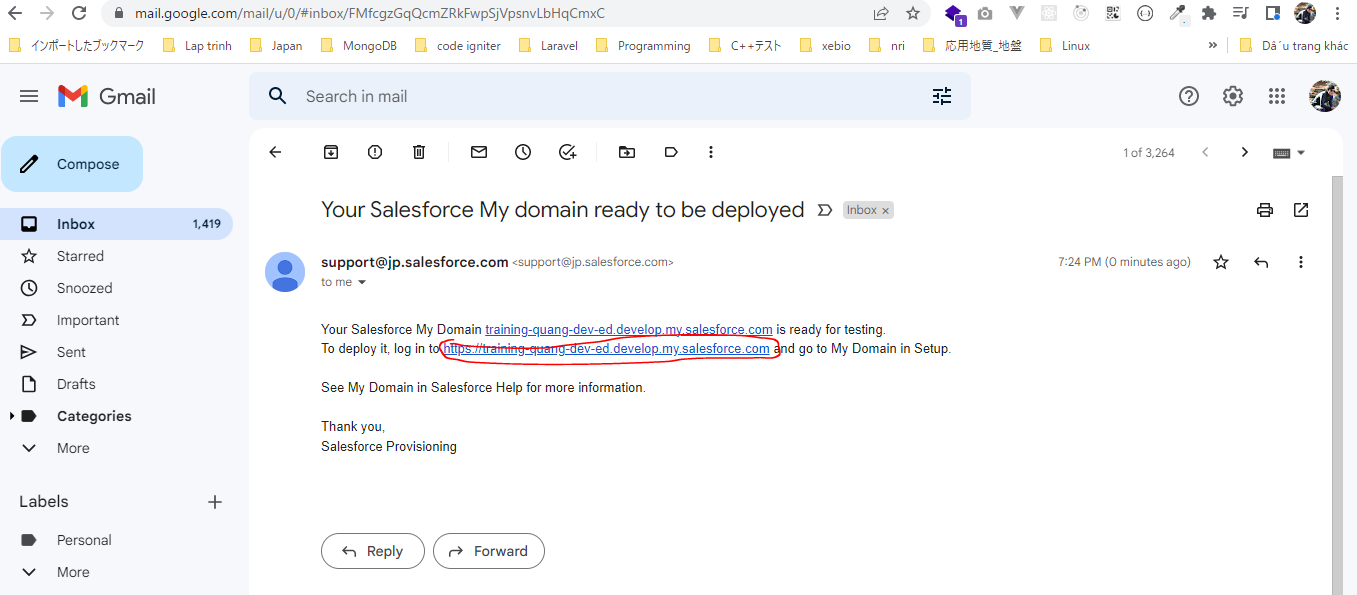 mail.google.com/mail/u/0/#inbox/FMfcgzGqQcmZRkFwpSjVpsnvLbHqCmxC
1
インポートしたブックマーク Lap trinh Japan MongoDB code igniter Laravel Programming C++テスト xebio nri 応用地質_地盤 Linux » Dấu trang khác
Gmail
Search in mail
Compose
1 of 3,264
Your Salesforce My domain ready to be deployed Inbox ×
Inbox 1,419
Starred
Snoozed
Important
Sent
Drafts
Categories
More
Labels +
Personal
More
support@jp.salesforce.com <support@jp.salesforce.com> 7:24 PM (0 minutes ago)
to me
Your Salesforce My Domain training-quang-dev-ed.develop.my.salesforce.com is ready for testing.
To deploy it, log in to https://training-quang-dev-ed.develop.my.salesforce.com and go to My Domain in Setup.
See My Domain in Salesforce Help for more information.
Thank you,
Salesforce Provisioning
Reply Forward